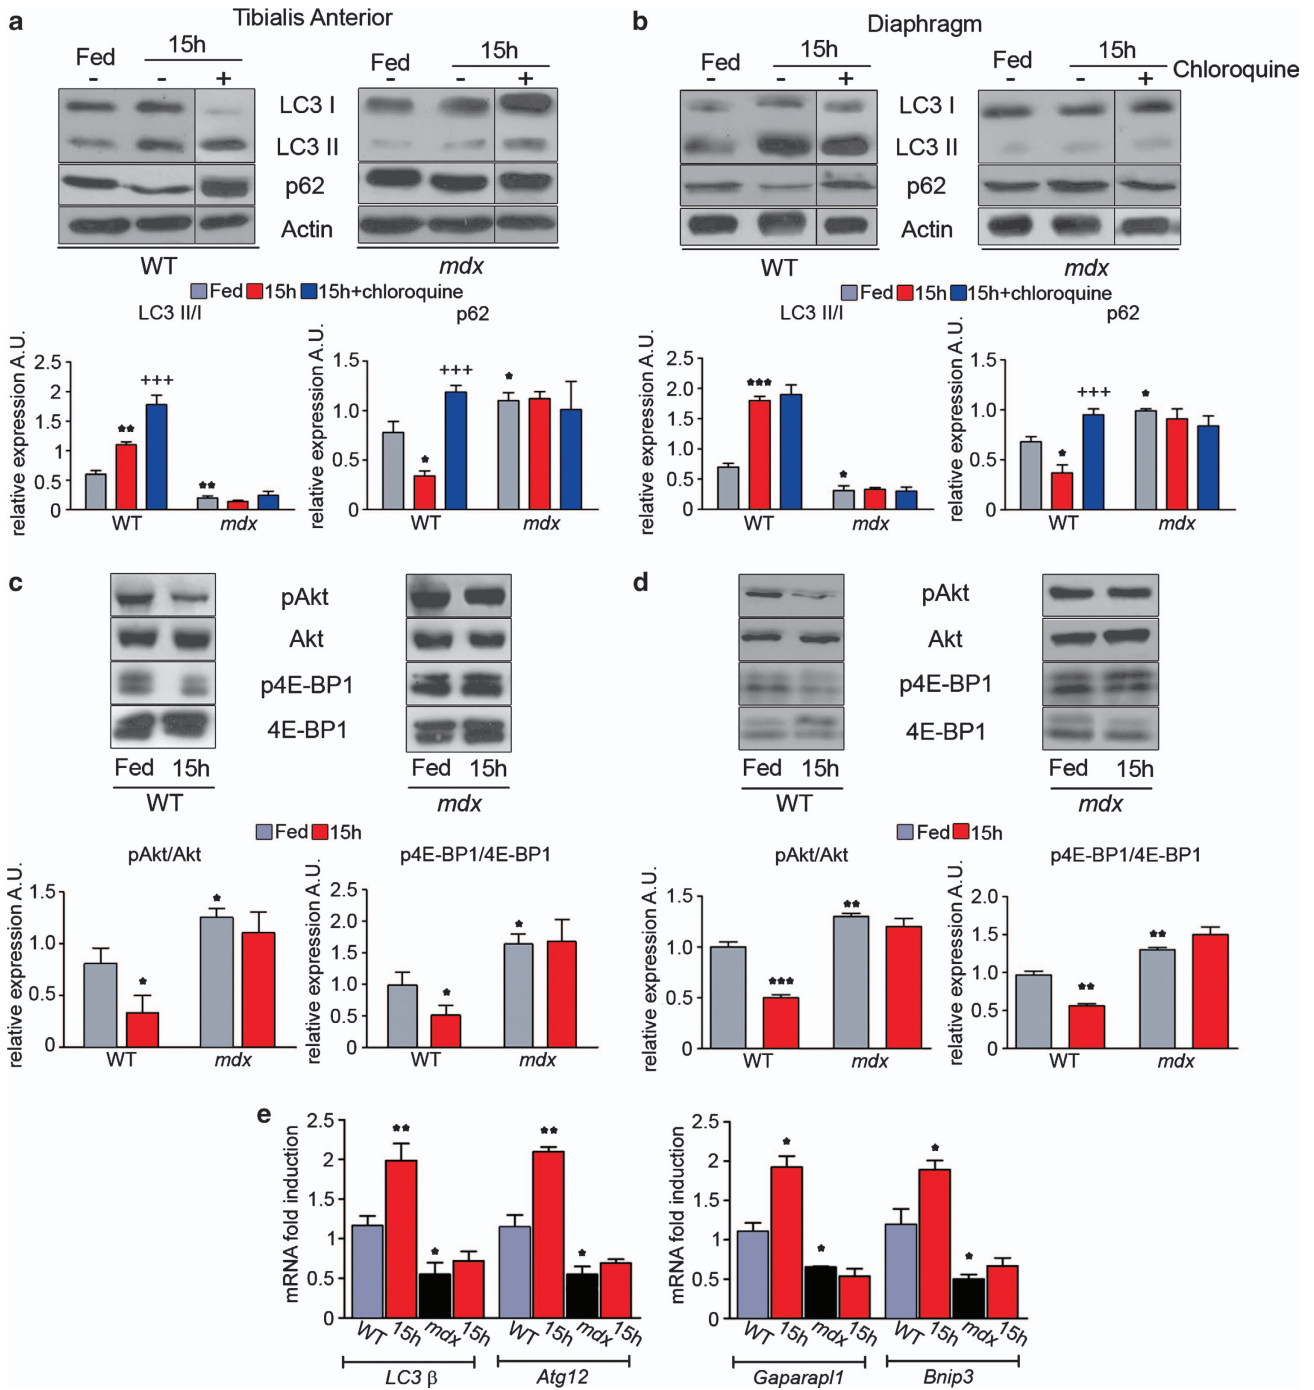 a
Tibialis Anterior
Fed 15h Fed 15h
- - + - - +
LC3 I
LC3 II
p62
Actin
WT mdx
Fed 15h 15h+chloroquine
LC3 II/I
relative expression A.U.
2.5
2
1.5
1
0.5
0
** +++ **
WT mdx
p62
relative expression A.U.
1.5
1.0
0.5
0
* +++ *
WT mdx
b
Diaphragm
Fed 15h Fed 15h
- - + - - + Chloroquine
LC3 I
LC3 II
p62
Actin
WT mdx
Fed 15h 15h+chloroquine
LC3 II/I
relative expression A.U.
2.5
2.0
1.5
1.0
0.5
0
*** *
WT mdx
p62
relative expression A.U.
1.5
1.0
0.5
0
* +++ *
WT mdx
c
pAkt
Akt
p4E-BP1
4E-BP1
Fed 15h Fed 15h
WT mdx
Fed 15h
pAkt/Akt
relative expression A.U.
1.5
1.0
0.5
0
* *
WT mdx
p4E-BP1/4E-BP1
relative expression A.U.
2.5
2.0
1.5
1.0
0.5
0
* *
WT mdx
d
pAkt
Akt
p4E-BP1
4E-BP1
Fed 15h Fed 15h
WT mdx
Fed 15h
pAkt/Akt
relative expression A.U.
1.5
1.0
0.5
0
*** **
WT mdx
p4E-BP1/4E-BP1
relative expression A.U.
2.0
1.5
1.0
0.5
0
** **
WT mdx
e
mRNA fold induction
2.5
2
1.5
1
0.5
0
** * ** *
WT 15h mdx 15h WT 15h mdx 15h
LC3 β Atg12
mRNA fold induction
2.5
2
1.5
1
0.5
0
* * * *
WT 15h mdx 15h WT 15h mdx 15h
Gaparapl1 Bnip3